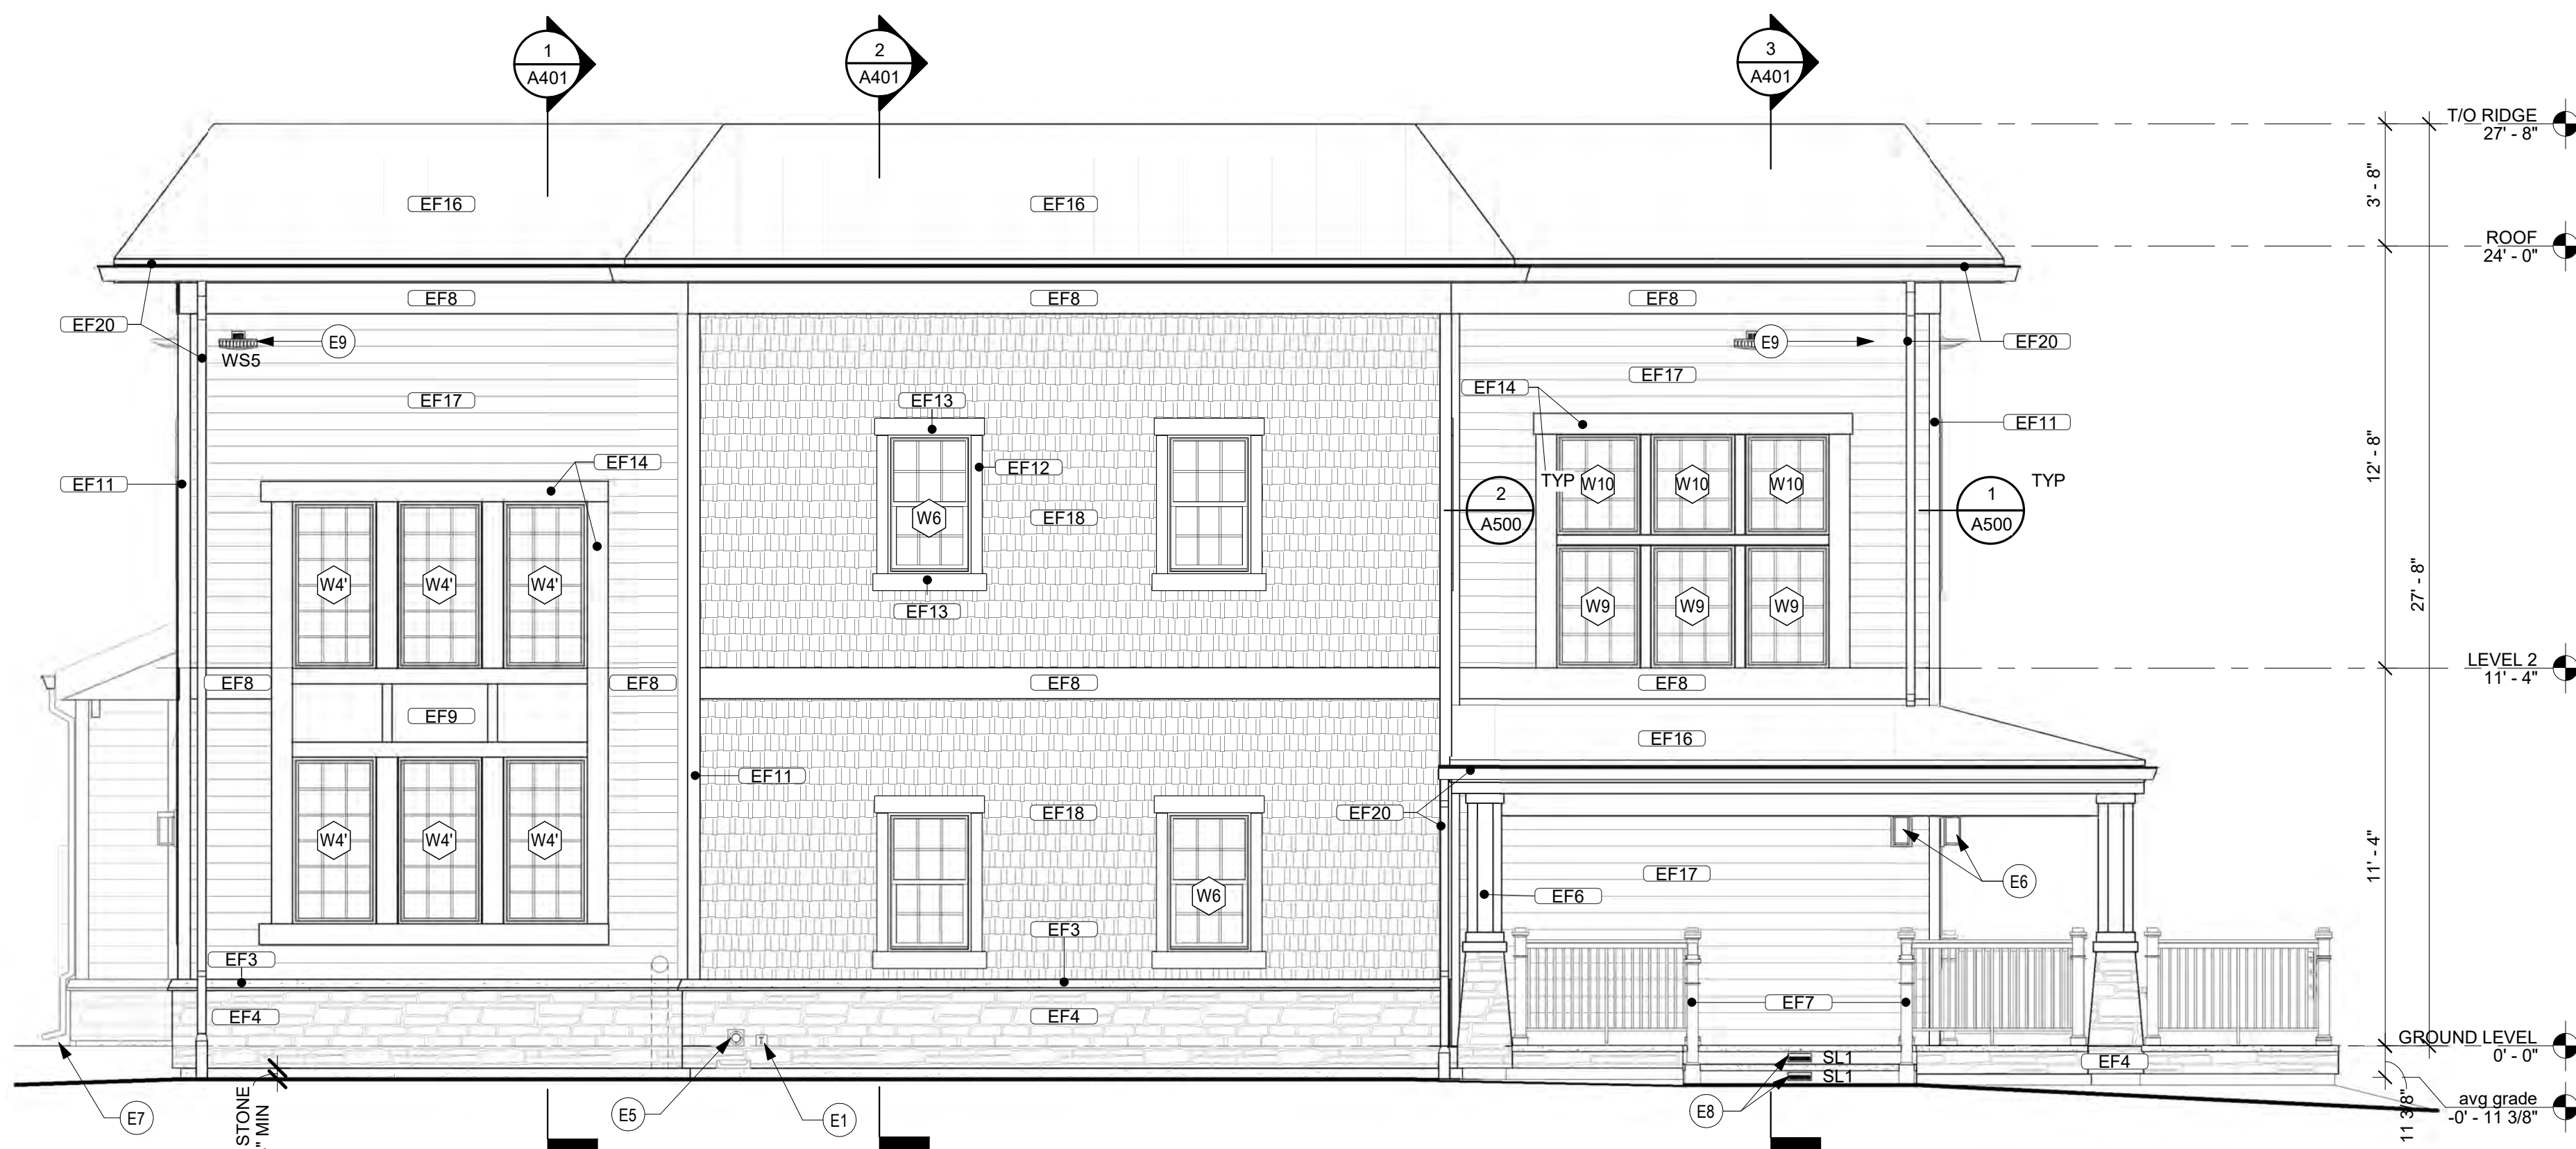 1
A401
2
A401
3
A401
T/O RIDGE
27' - 8"
3' - 8"
EF16
EF16
ROOF
24' - 0"
EF8
EF8
EF8
EF20
E9
WS5
E9
EF20
EF17
EF17
EF14
EF13
EF11
12' - 8"
EF14
EF12
EF11
2
A500
TYP
W10
W10
W10
1
A500
TYP
W6
EF18
W4'
W4'
W4'
W9
W9
W9
27' - 8"
EF13
LEVEL 2
11' - 4"
EF8
EF8
EF8
EF8
EF9
EF16
EF11
EF18
EF20
W4'
W4'
W4'
11' - 4"
EF17
E6
W6
EF6
EF3
EF3
EF4
EF4
EF7
GROUND LEVEL
0' - 0"
SL1
SL1
EF4
E7
STONE
" MIN
E5
E1
E8
11 3/8"
avg grade
-0' - 11 3/8"